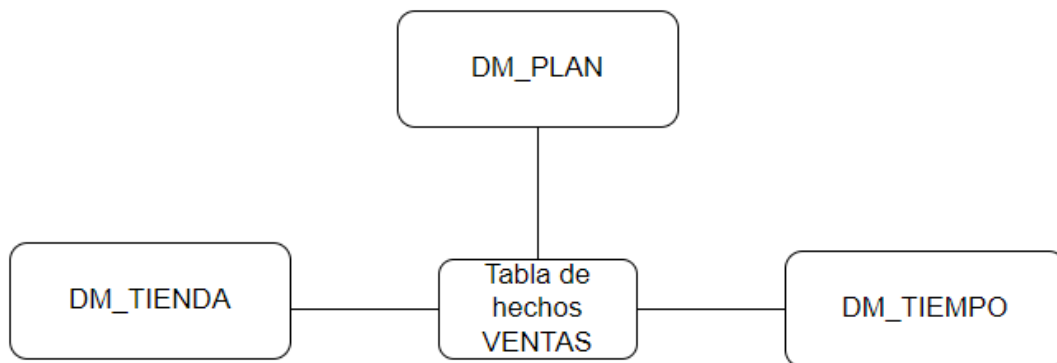 DM_PLAN
DM_TIENDA
Tabla de
hechos
VENTAS
DM_TIEMPO